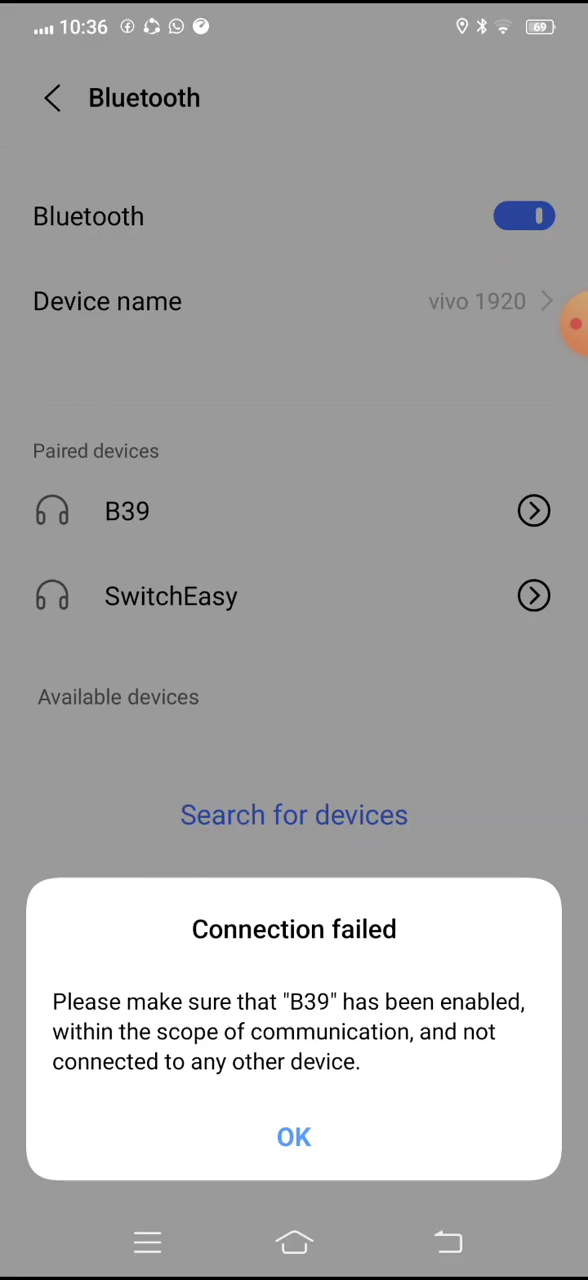 10:36
69
Bluetooth
Bluetooth
Device name vivo 1920
Paired devices
B39
SwitchEasy
Available devices
Search for devices
Connection failed
Please make sure that "B39" has been enabled,
within the scope of communication, and not
connected to any other device.
OK